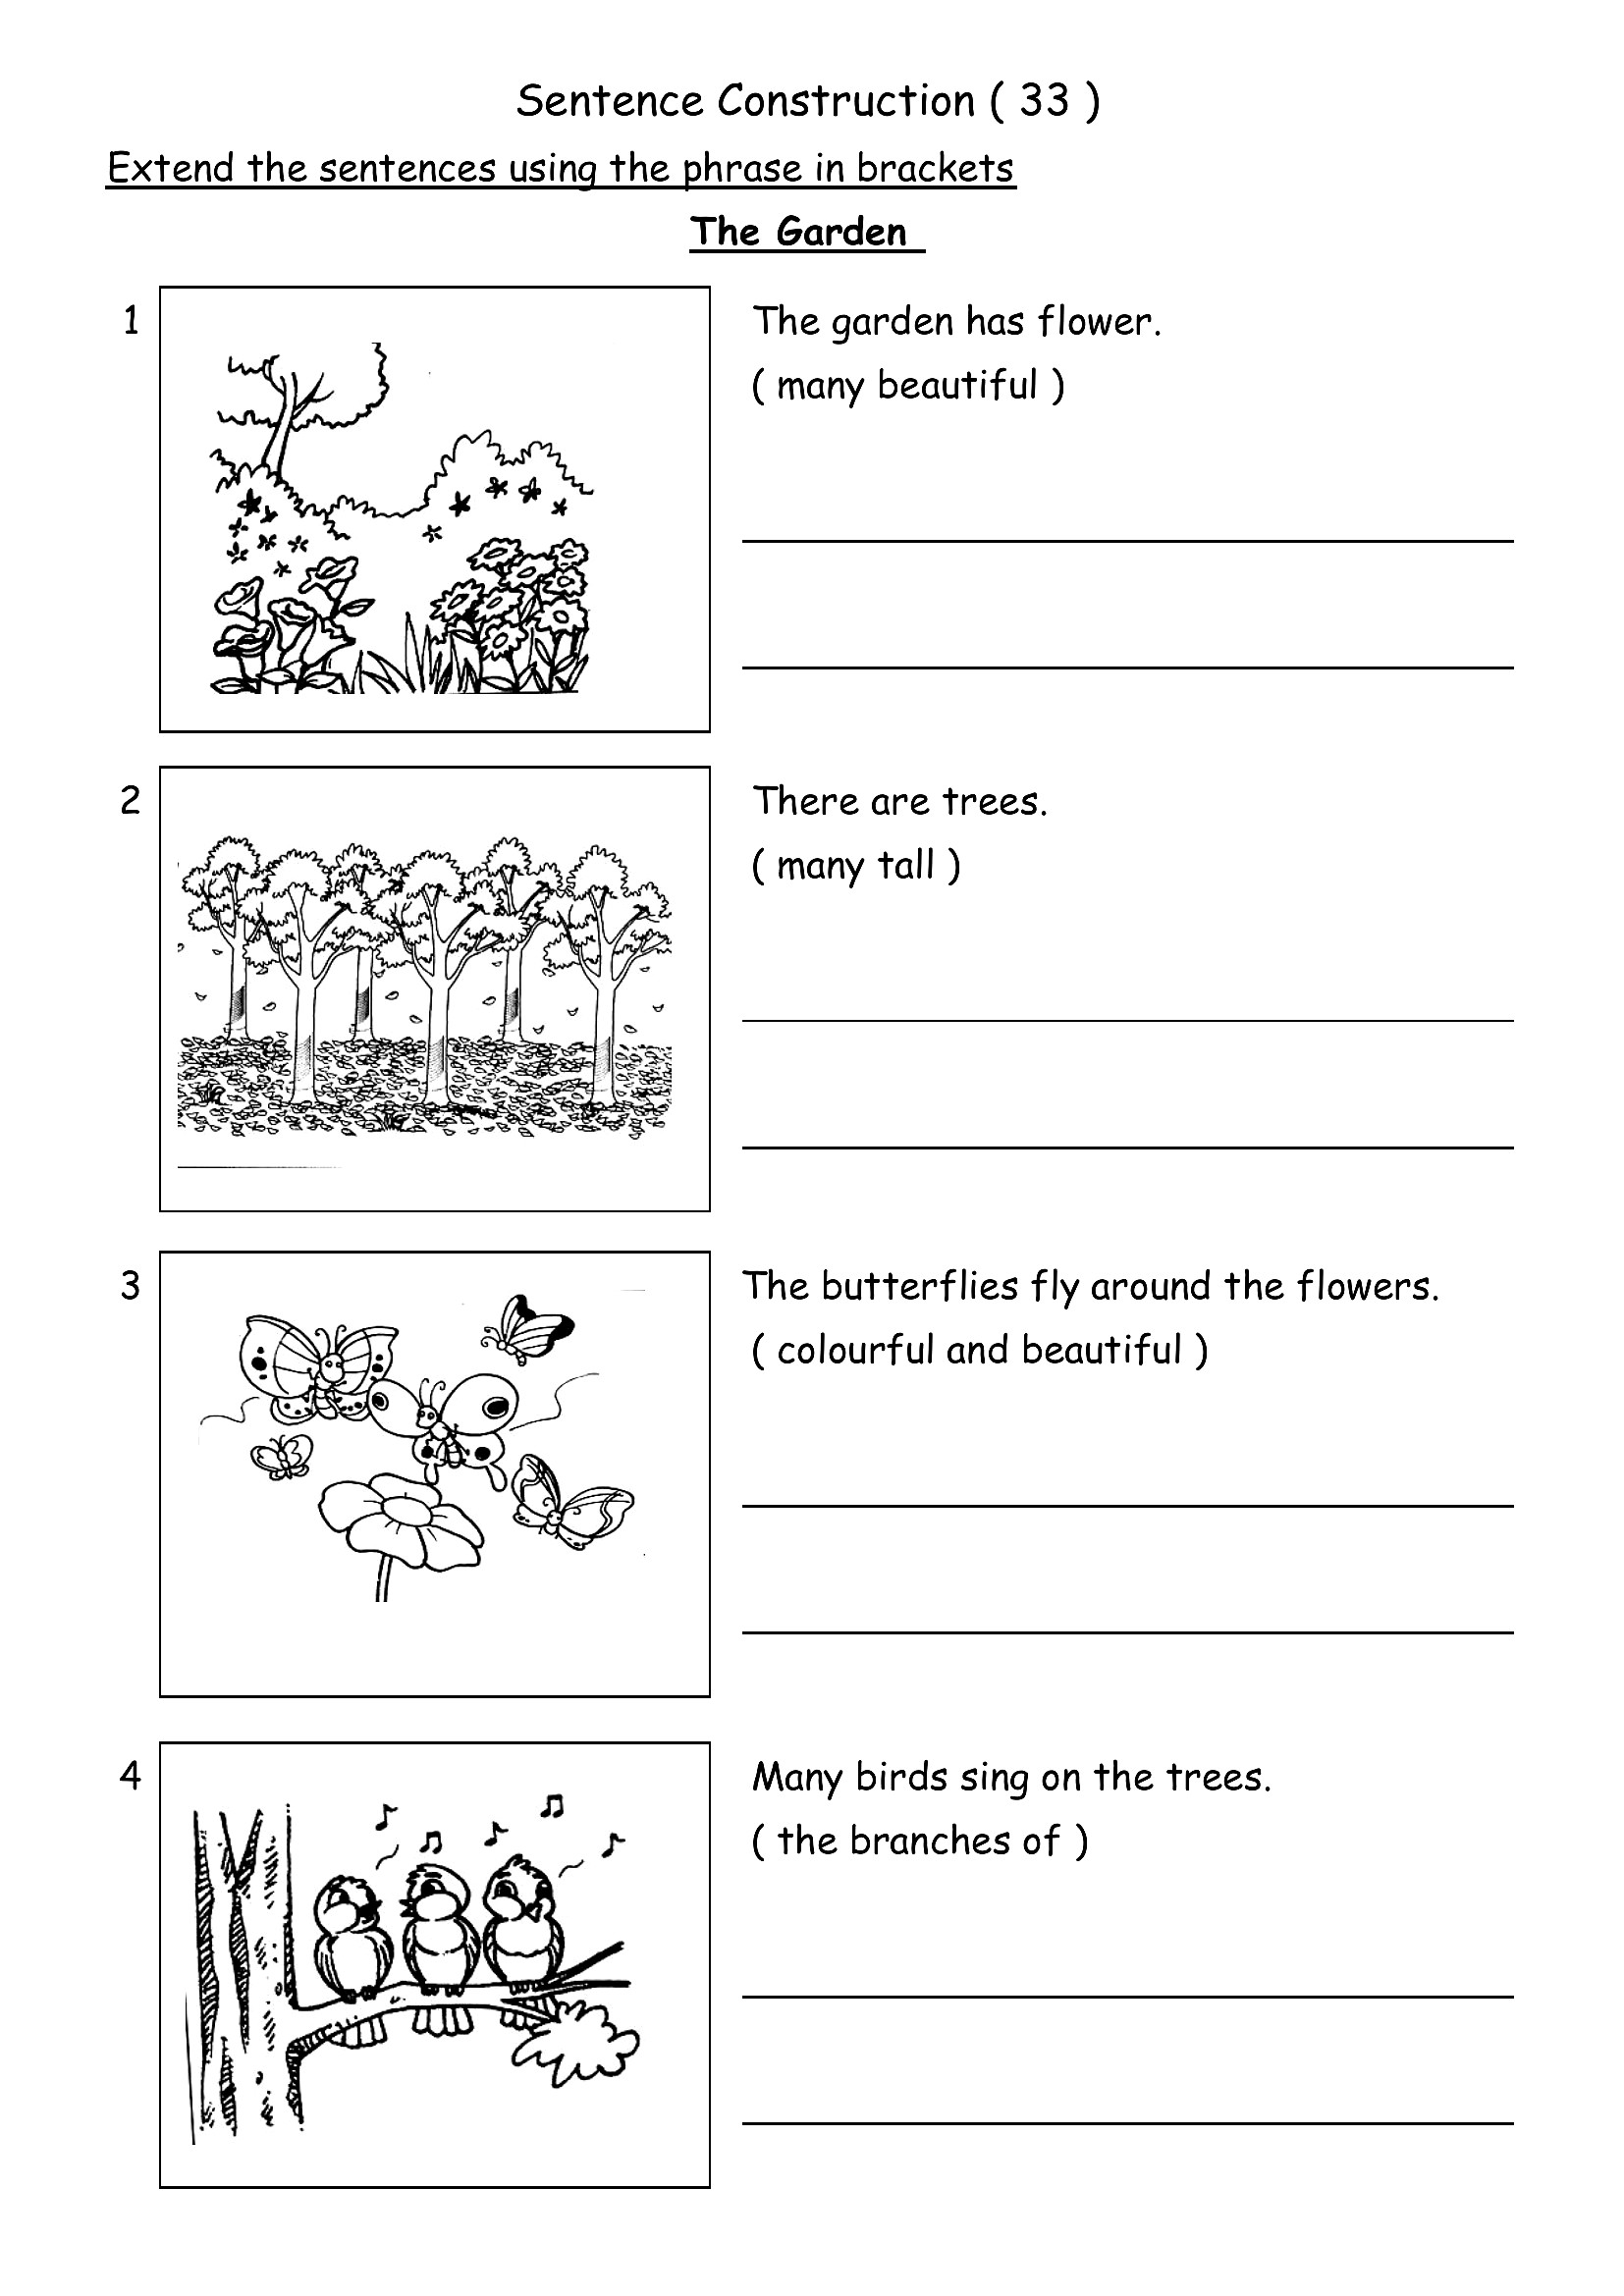 Sentence Construction ( 33 )
Extend the sentences using the phrase in brackets
The Garden
1
The garden has flower.
( many beautiful )
2
There are trees.
( many tall )
3
The butterflies fly around the flowers.
( colourful and beautiful )
4
Many birds sing on the trees.
( the branches of )